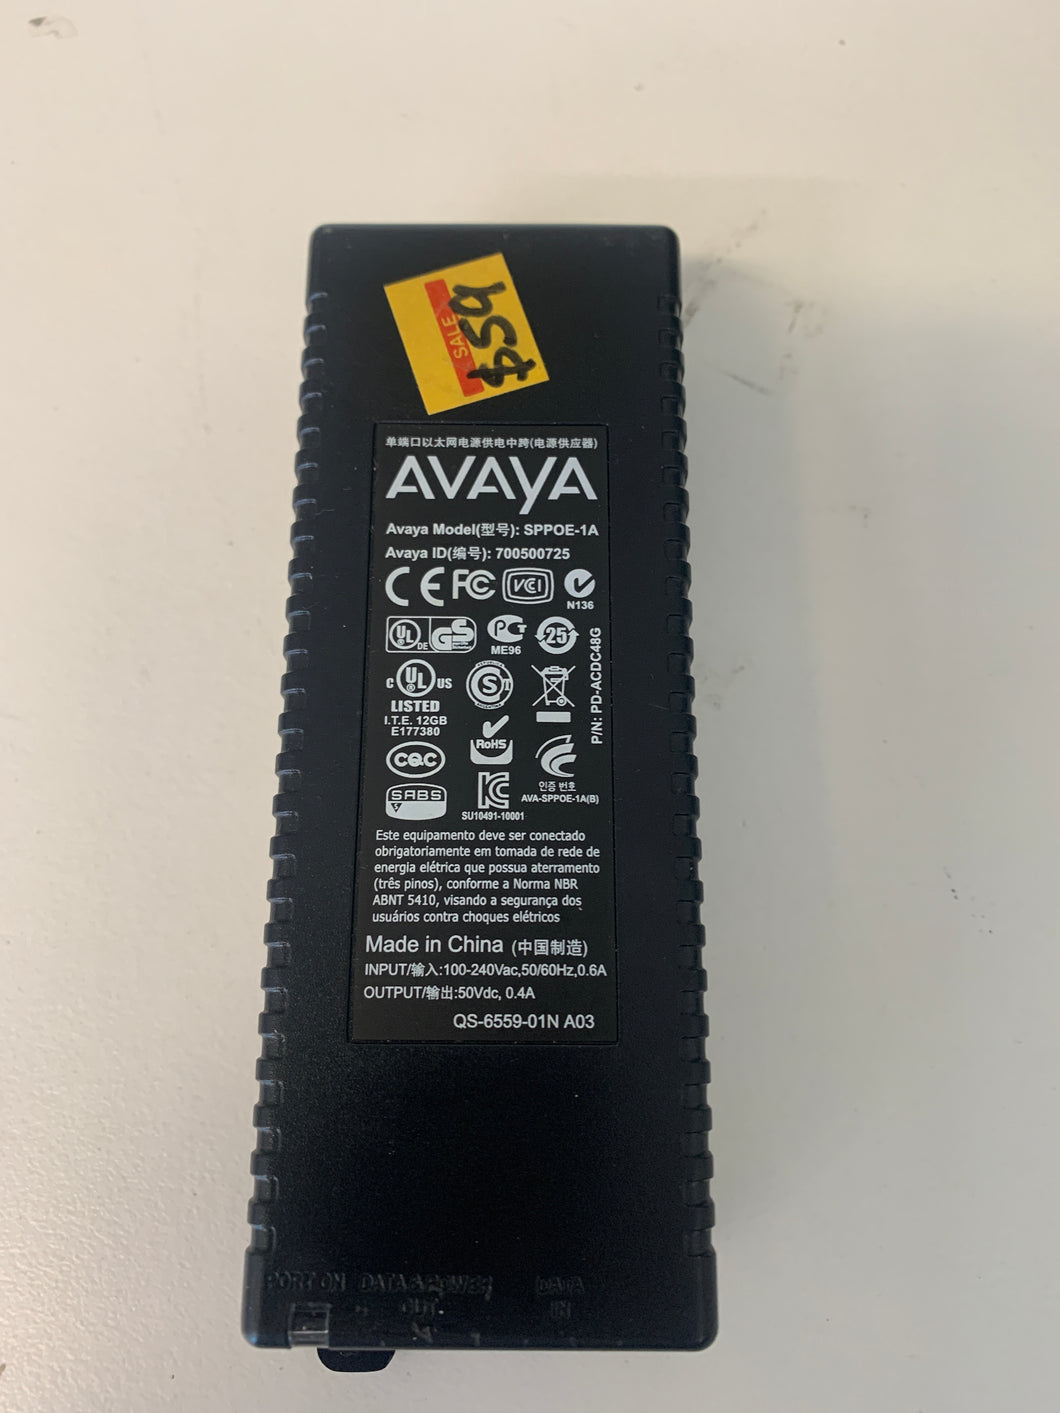 SALE
$59
单端口以太网电源供电中跨(电源供应器)
AVAYA
Avaya Model(型号): SPPOE-1A
Avaya ID(编号): 700500725
CE FC VCI
N136
UL DE GS PCT 25
ME96
c UL US
LISTED
I.T.E. 12GB
E177380
S
P/N: PD-ACDC48G
RoHS
CQC
SABS
인증 번호
AVA-SPPOE-1A(B)
KC
SU10491-10001
Este equipamento deve ser conectado
obrigatoriamente em tomada de rede de
energia elétrica que possua aterramento
(três pinos), conforme a Norma NBR
ABNT 5410, visando a segurança dos
usuários contra choques elétricos
Made in China (中国制造)
INPUT/输入:100-240Vac,50/60Hz,0.6A
OUTPUT/输出:50Vdc, 0.4A
QS-6559-01N A03
PORT ON DATA&POWER DATA
OUT IN